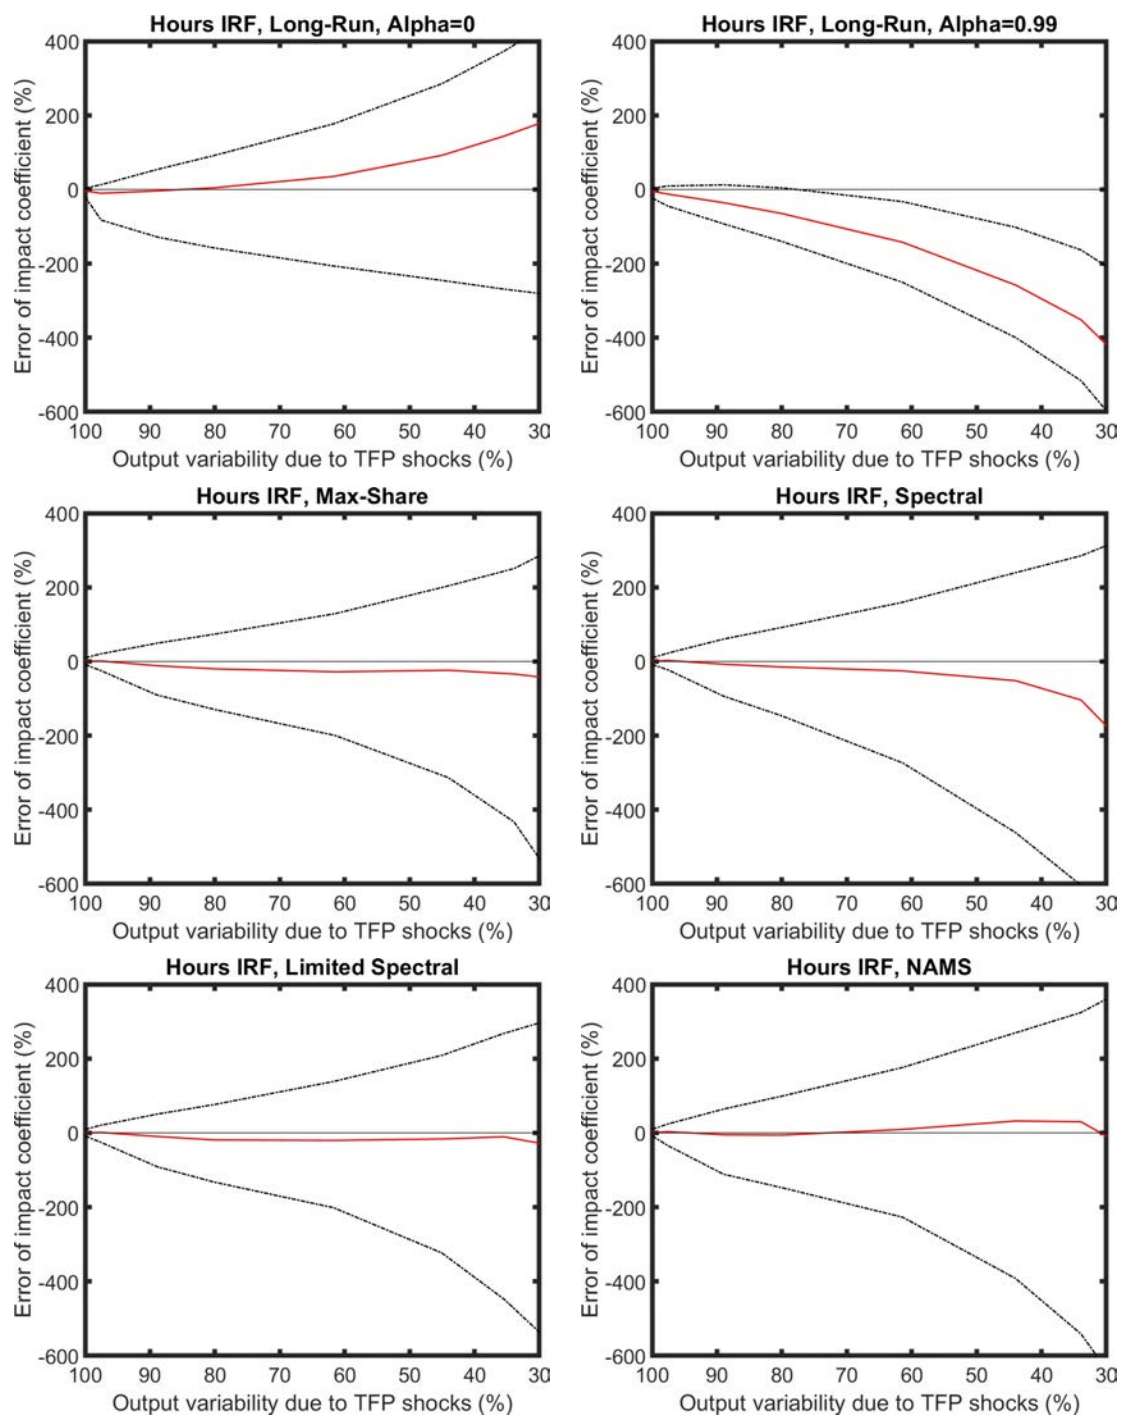 Hours IRF, Long-Run, Alpha=0
400
200
0
-200
-400
-600
Error of impact coefficient (%)
100 90 80 70 60 50 40 30
Output variability due to TFP shocks (%)
Hours IRF, Long-Run, Alpha=0.99
400
200
0
-200
-400
-600
Error of impact coefficient (%)
100 90 80 70 60 50 40 30
Output variability due to TFP shocks (%)
Hours IRF, Max-Share
400
200
0
-200
-400
-600
Error of impact coefficient (%)
100 90 80 70 60 50 40 30
Output variability due to TFP shocks (%)
Hours IRF, Spectral
400
200
0
-200
-400
-600
Error of impact coefficient (%)
100 90 80 70 60 50 40 30
Output variability due to TFP shocks (%)
Hours IRF, Limited Spectral
400
200
0
-200
-400
-600
Error of impact coefficient (%)
100 90 80 70 60 50 40 30
Output variability due to TFP shocks (%)
Hours IRF, NAMS
400
200
0
-200
-400
-600
Error of impact coefficient (%)
100 90 80 70 60 50 40 30
Output variability due to TFP shocks (%)